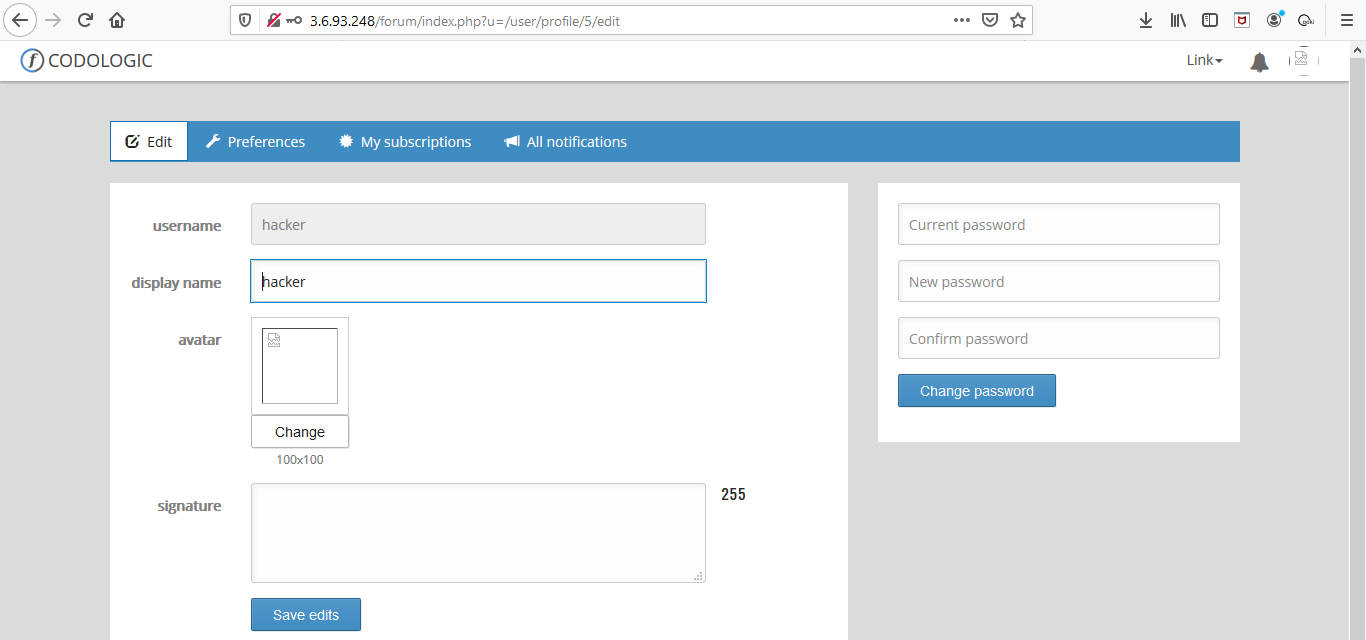 3.6.93.248/forum/index.php?u=/user/profile/5/edit
CODOLOGIC
Link
Edit
Preferences
My subscriptions
All notifications
username
hacker
display name
hacker
avatar
Change
100x100
signature
255
Save edits
Current password
New password
Confirm password
Change password